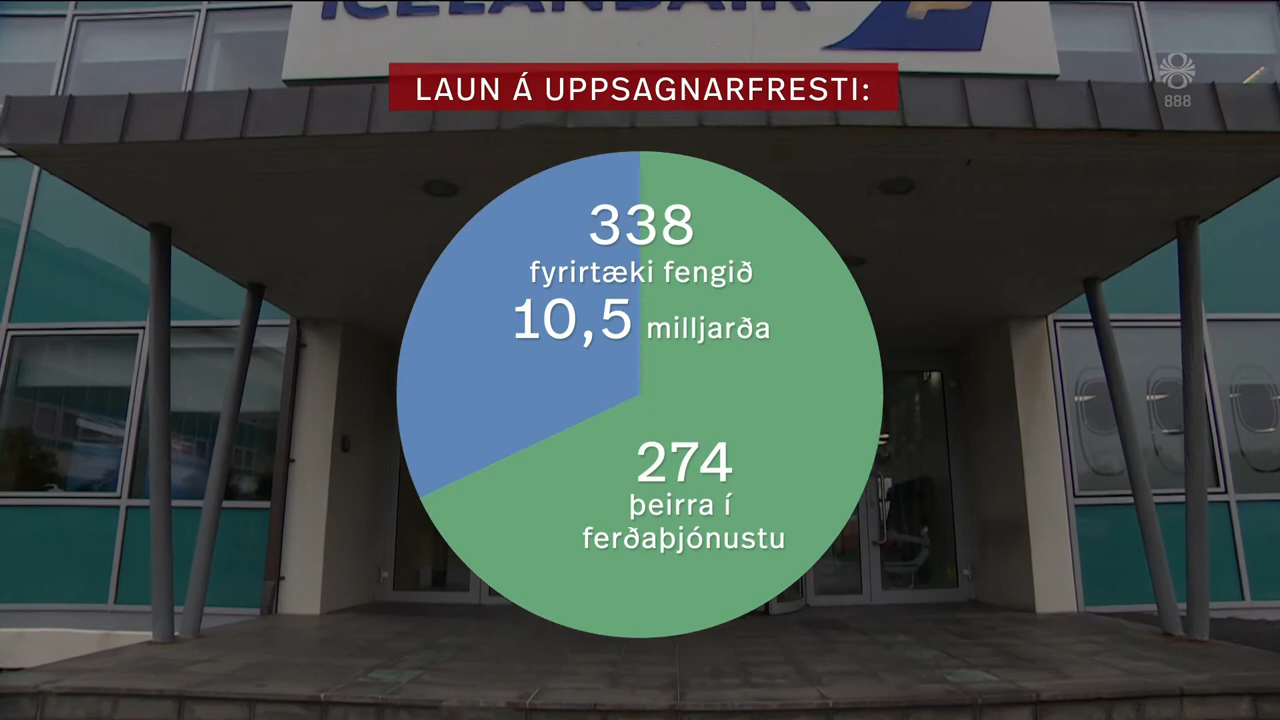 ICELANDAIR
LAUN Á UPPSAGNARFRESTI:
888
338
fyrirtæki fengið
10,5 milljarða
274
þeirra í
ferðaþjónustu